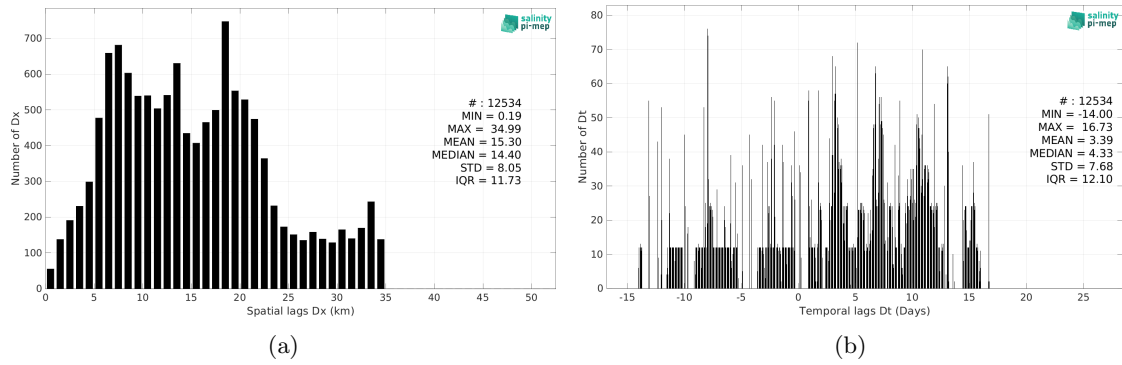 salinity
pi-mep
Number of Dx
700
600
500
400
300
200
100
0
# : 12534
MIN = 0.19
MAX = 34.99
MEAN = 15.30
MEDIAN = 14.40
STD = 8.05
IQR = 11.73
0 5 10 15 20 25 30 35 40 45 50
Spatial lags Dx (km)
(a)
salinity
pi-mep
Number of Dt
80
70
60
50
40
30
20
10
0
# : 12534
MIN = -14.00
MAX = 16.73
MEAN = 3.39
MEDIAN = 4.33
STD = 7.68
IQR = 12.10
-15 -10 -5 0 5 10 15 20 25
Temporal lags Dt (Days)
(b)